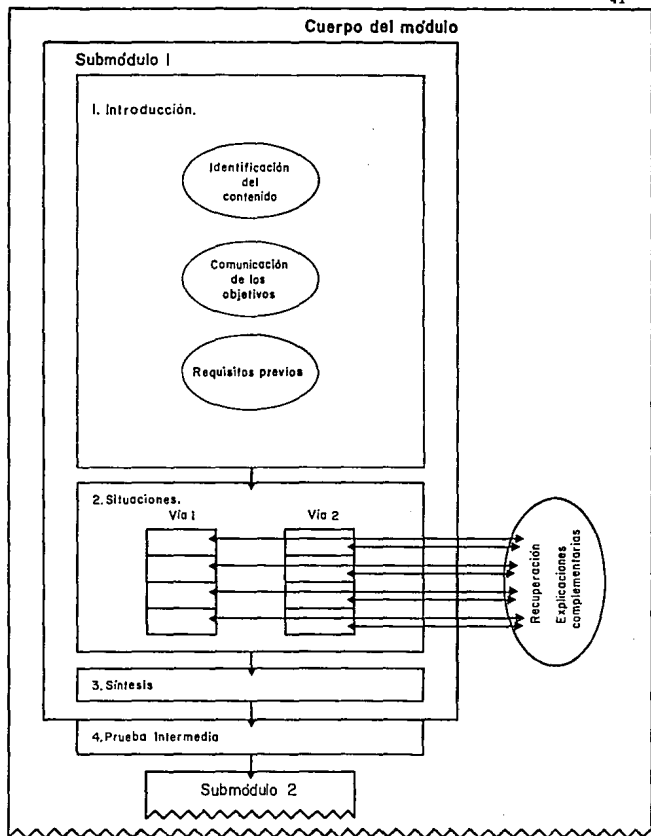 41
Cuerpo del módulo
Submódulo 1
1. Introducción.
Identificación
del
contenido
Comunicación
de los
objetivos
Requisitos previos
2. Situaciones.
Vía 1
Vía 2
Recuperación
Explicaciones
complementarias
3. Síntesis
4. Prueba Intermedia
Submódulo 2